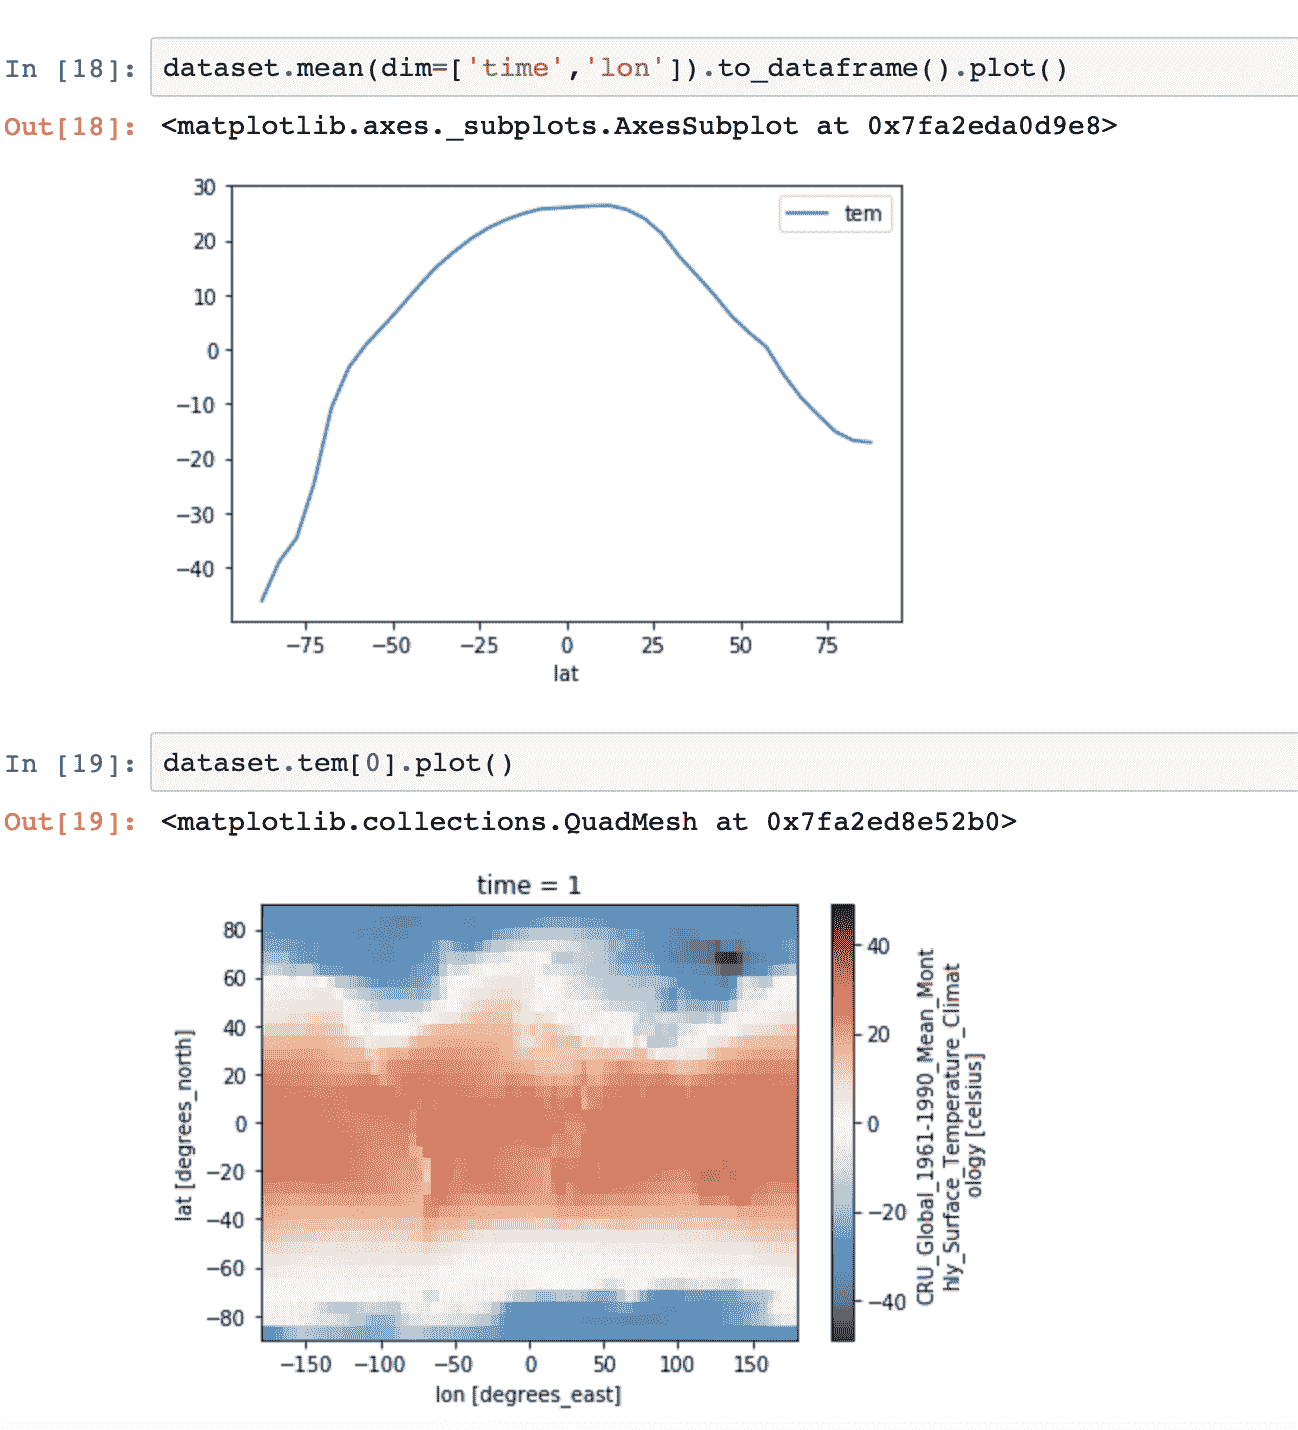 In [18]: dataset.mean(dim=['time','lon']).to_dataframe().plot()
Out[18]: <matplotlib.axes._subplots.AxesSubplot at 0x7fa2eda0d9e8>
30
tem
20
10
0
−10
−20
−30
−40
−75 −50 −25 0 25 50 75
lat
In [19]: dataset.tem[0].plot()
Out[19]: <matplotlib.collections.QuadMesh at 0x7fa2ed8e52b0>
time = 1
80
60
40
20
0
−20
−40
−60
−80
lat [degrees_north]
−150 −100 −50 0 50 100 150
lon [degrees_east]
40
20
0
−20
−40
CRU_Global_1961-1990_Mean_Mont
hly_Surface_Temperature_Climat
ology [celsius]